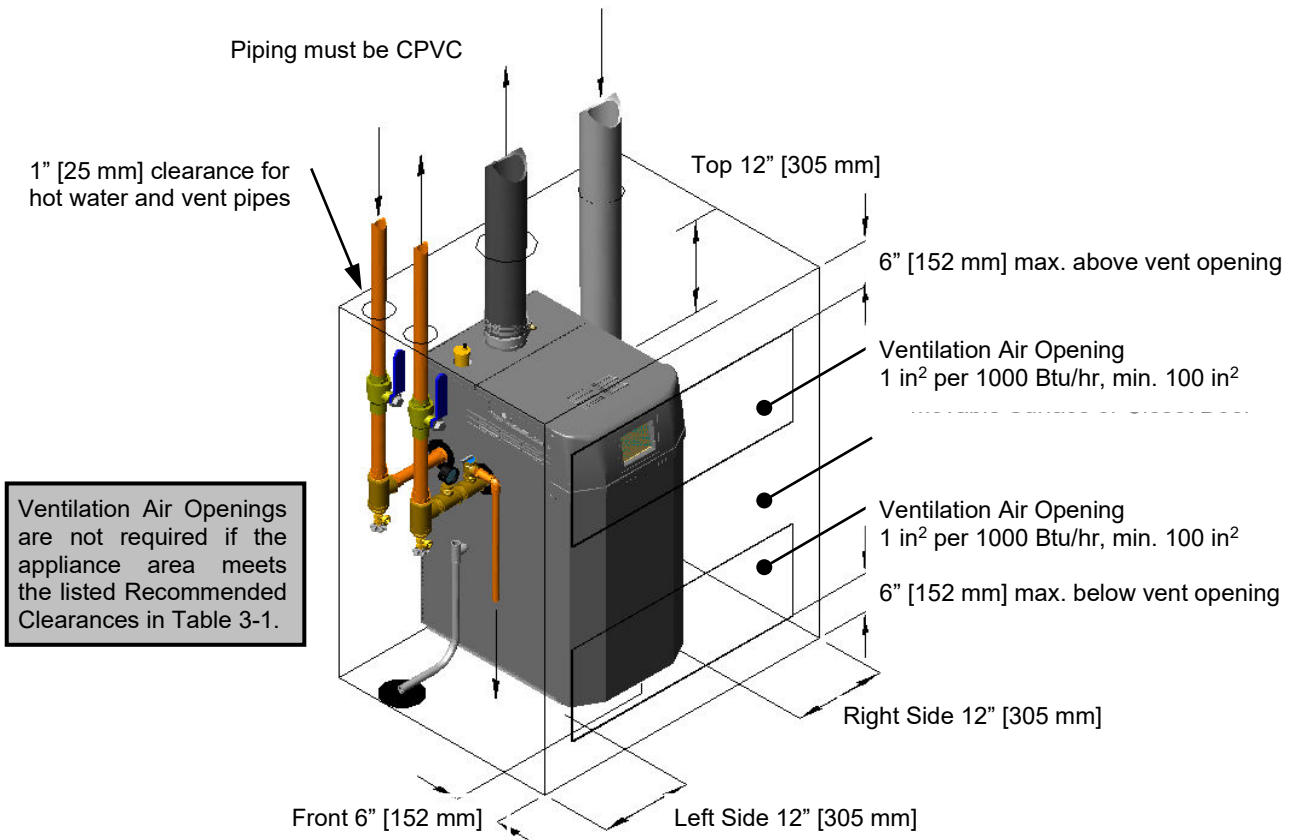 Piping must be CPVC
1” [25 mm] clearance for
hot water and vent pipes
Top 12” [305 mm]
6” [152 mm] max. above vent opening
Ventilation Air Opening
1 in² per 1000 Btu/hr, min. 100 in²
Ventilation Air Openings
are not required if the
appliance area meets
the listed Recommended
Clearances in Table 3-1.
Ventilation Air Opening
1 in² per 1000 Btu/hr, min. 100 in²
6” [152 mm] max. below vent opening
Right Side 12” [305 mm]
Front 6” [152 mm]
Left Side 12” [305 mm]